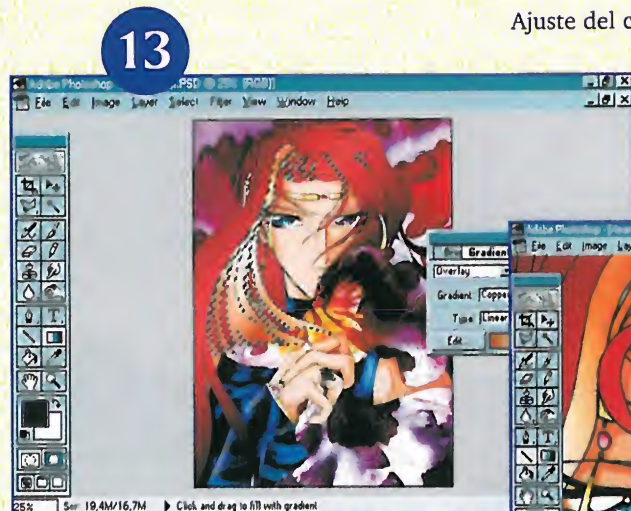 Ajuste del c
13
Adobe Photoshop .PSD @ 25% (RGB)]
File Edit Image Layer Select Filter View Window Help
Gradien
Overlay
Gradient: Copper
Type: Linear
Edit...
Adobe Photoshop
File Edit Image Lay
T
T
25% Scr: 19,4M/16,7M Click and drag to fill with gradient